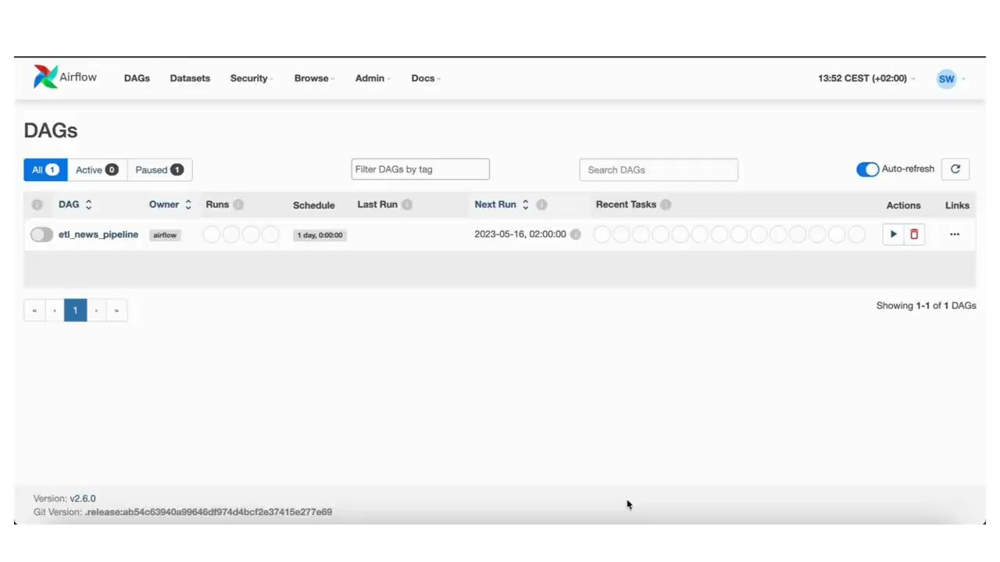 Airflow DAGs Datasets Security Browse Admin Docs 13:52 CEST (+02:00) SW
DAGs
All 1 Active 0 Paused 1 Filter DAGs by tag Search DAGs Auto-refresh
DAG Owner Runs Schedule Last Run Next Run Recent Tasks Actions Links
etl_news_pipeline airflow 1 day, 0:00:00 2023-05-16, 02:00:00
« ‹ 1 › » Showing 1-1 of 1 DAGs
Version: v2.6.0
Git Version: .release:ab54c63940a99646df974d4bcf2e37415e277e69